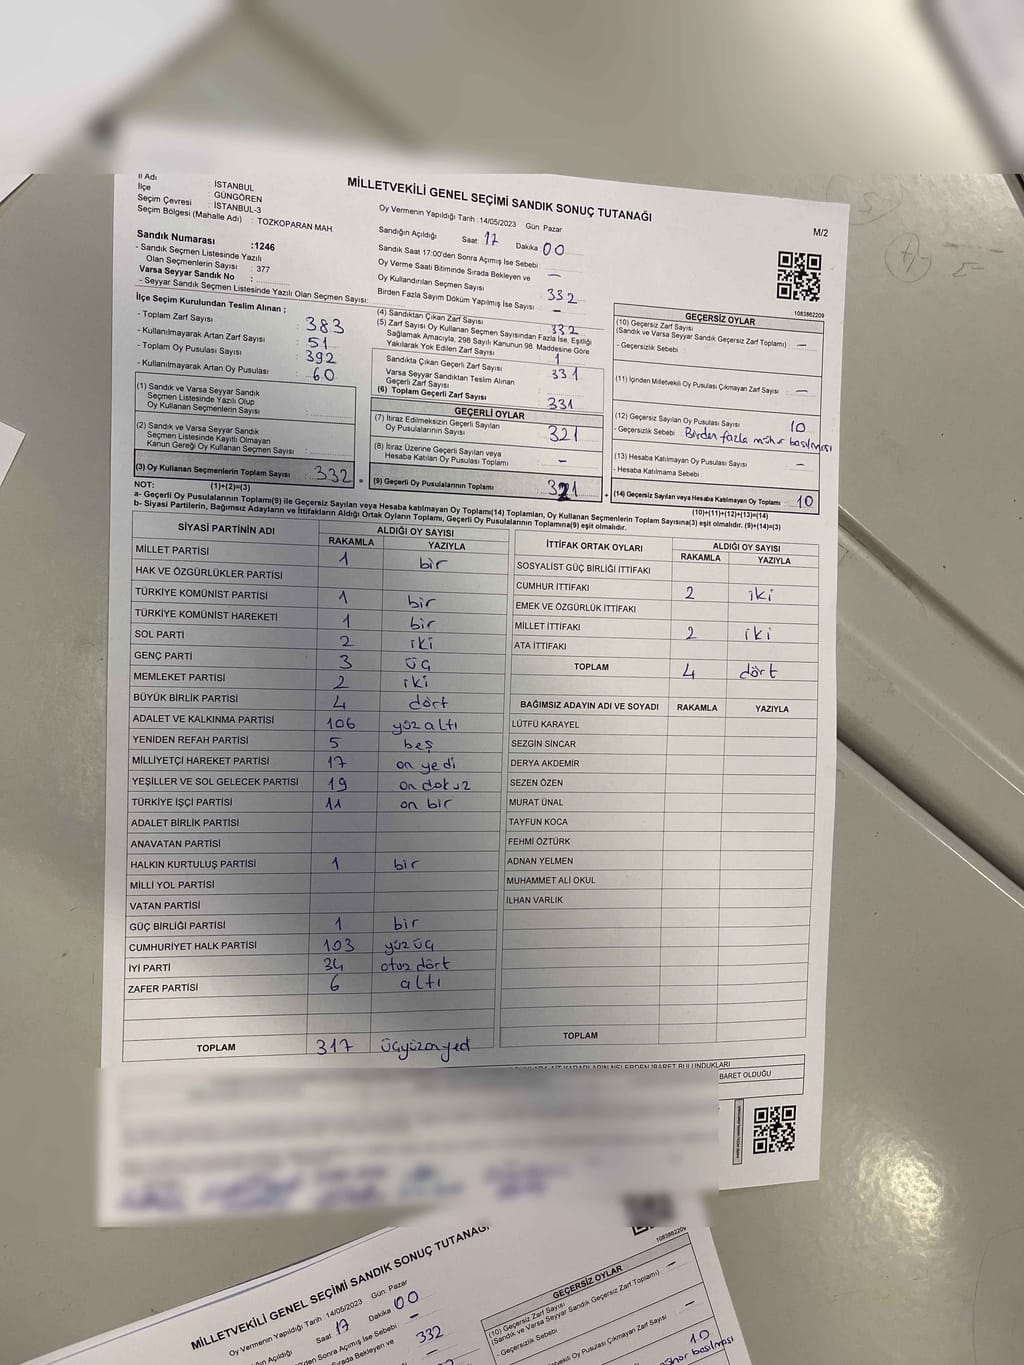 MİLLETVEKİLİ GENEL SEÇİMİ SANDIK SONUÇ TUTANAĞI
M/2
İl Adı : İSTANBUL
İlçe : GÜNGÖREN
Seçim Çevresi : İSTANBUL-3
Seçim Bölgesi (Mahalle Adı) : TOZKOPARAN MAH.
Sandık Numarası :1246
- Sandık Seçmen Listesinde Yazılı
Olan Seçmenlerin Sayısı : 377
Varsa Seyyar Sandık No :
- Seyyar Sandık Seçmen Listesinde Yazılı Olan Seçmen Sayısı:
Oy Vermenin Yapıldığı Tarih :14/05/2023 Gün: Pazar
Sandığın Açıldığı Saat: 17 Dakika: 00
Sandık Saat 17:00'den Sonra Açılmış İse Sebebi : —
Oy Verme Saati Bitiminde Sırada Bekleyen ve
Oy Kullandırılan Seçmen Sayısı —
Birden Fazla Sayım Döküm Yapılmış İse Sayısı : 332
İlçe Seçim Kurulundan Teslim Alınan ;
- Toplam Zarf Sayısı : 383
- Kullanılmayarak Artan Zarf Sayısı : 51
- Toplam Oy Pusulası Sayısı : 392
- Kullanılmayarak Artan Oy Pusulası : 60
(1) Sandık ve Varsa Seyyar Sandık
Seçmen Listesinde Yazılı Olup
Oy Kullanan Seçmenlerin Sayısı :
(2) Sandık ve Varsa Seyyar Sandık
Seçmen Listesinde Kayıtlı Olmayan
Kanun Gereği Oy Kullanan Seçmen Sayısı :
(3) Oy Kullanan Seçmenlerin Toplam Sayısı : 332
(1)+(2)=(3)
(4) Sandıktan Çıkan Zarf Sayısı — 332
(5) Zarf Sayısı Oy Kullanan Seçmen Sayısından Fazla İse, Eşitliği
Sağlamak Amacıyla, 298 Sayılı Kanunun 98. Maddesine Göre
Yakılarak Yok Edilen Zarf Sayısı 1
Sandıkta Çıkan Geçerli Zarf Sayısı 331
Varsa Seyyar Sandıktan Teslim Alınan
Geçerli Zarf Sayısı
(6) Toplam Geçerli Zarf Sayısı 331
GEÇERLİ OYLAR
(7) İtiraz Edilmeksizin Geçerli Sayılan
Oy Pusulalarının Sayısı : 321
(8) İtiraz Üzerine Geçerli Sayılan veya
Hesaba Katılan Oy Pusulası Toplamı : —
(9) Geçerli Oy Pusulalarının Toplamı : 321
1083862209
GEÇERSİZ OYLAR
(10) Geçersiz Zarf Sayısı
(Sandık ve Varsa Seyyar Sandık Geçersiz Zarf Toplamı) : —
- Geçersizlik Sebebi :
(11) İçinden Milletvekili Oy Pusulası Çıkmayan Zarf Sayısı : —
(12) Geçersiz Sayılan Oy Pusulası Sayısı : 10
- Geçersizlik Sebebi : Birden fazla mühür basılması
(13) Hesaba Katılmayan Oy Pusulası Sayısı : —
- Hesaba Katılmama Sebebi :
(14) Geçersiz Sayılan veya Hesaba Katılmayan Oy Toplamı : 10
(10)+(11)+(12)+(13)=(14)
NOT:
a- Geçerli Oy Pusulalarının Toplamı(9) ile Geçersiz Sayılan veya Hesaba katılmayan Oy Toplamı(14) Toplamları, Oy Kullanan Seçmenlerin Toplam Sayısına(3) eşit olmalıdır. (9)+(14)=(3)
b- Siyasi Partilerin, Bağımsız Adayların ve İttifakların Aldığı Ortak Oyların Toplamı, Geçerli Oy Pusulalarının Toplamına(9) eşit olmalıdır.
SİYASİ PARTİNİN ADI ALDIĞI OY SAYISI
RAKAMLA YAZIYLA
MİLLET PARTİSİ 1 bir
HAK VE ÖZGÜRLÜKLER PARTİSİ
TÜRKİYE KOMÜNİST PARTİSİ 1 bir
TÜRKİYE KOMÜNİST HAREKETİ 1 bir
SOL PARTİ 2 iki
GENÇ PARTİ 3 üç
MEMLEKET PARTİSİ 2 iki
BÜYÜK BİRLİK PARTİSİ 4 dört
ADALET VE KALKINMA PARTİSİ 106 yüz altı
YENİDEN REFAH PARTİSİ 5 beş
MİLLİYETÇİ HAREKET PARTİSİ 17 on yedi
YEŞİLLER VE SOL GELECEK PARTİSİ 19 on dokuz
TÜRKİYE İŞÇİ PARTİSİ 11 on bir
ADALET BİRLİK PARTİSİ
ANAVATAN PARTİSİ
HALKIN KURTULUŞ PARTİSİ 1 bir
MİLLİ YOL PARTİSİ
VATAN PARTİSİ
GÜÇ BİRLİĞİ PARTİSİ 1 bir
CUMHURİYET HALK PARTİSİ 103 yüz üç
İYİ PARTİ 34 otuz dört
ZAFER PARTİSİ 6 altı
TOPLAM 317 üçyüzonyedi
İTTİFAK ORTAK OYLARI ALDIĞI OY SAYISI
RAKAMLA YAZIYLA
SOSYALİST GÜÇ BİRLİĞİ İTTİFAKI
CUMHUR İTTİFAKI 2 iki
EMEK VE ÖZGÜRLÜK İTTİFAKI
MİLLET İTTİFAKI 2 iki
ATA İTTİFAKI
TOPLAM 4 dört
BAĞIMSIZ ADAYIN ADI VE SOYADI RAKAMLA YAZIYLA
LÜTFÜ KARAYEL
SEZGİN SİNCAR
DERYA AKDEMİR
SEZEN ÖZEN
MURAT ÜNAL
TAYFUN KOCA
FEHMİ ÖZTÜRK
ADNAN YELMEN
MUHAMMET ALİ OKUL
İLHAN VARLIK
TOPLAM
BARET OLDUĞU
MİLLETVEKİLİ GENEL SEÇİMİ SANDIK SONUÇ TUTANAĞI
1083862209
Oy Vermenin Yapıldığı Tarih :14/05/2023 Gün: Pazar
Saat: 17 Dakika 00
Sonra Açılmış İse Sebebi : —
332
GEÇERSİZ OYLAR
(10) Geçersiz Zarf Sayısı
(Sandık ve Varsa Seyyar Sandık Geçersiz Zarf Toplamı) : —
- Geçersizlik Sebebi
Oy Pusulası Çıkmayan Zarf Sayısı —
10
mühür basılması